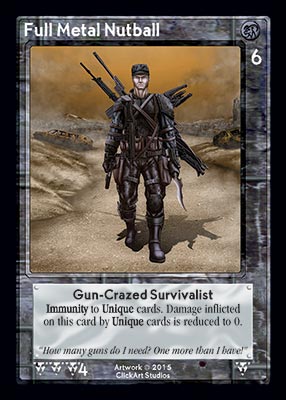 Full Metal Nutball
6
Gun-Crazed Survivalist
Immunity to Unique cards. Damage inflicted
on this card by Unique cards is reduced to 0.
"How many guns do I need? One more than I have!"
Artwork © 2015
ClickArt Studios
4